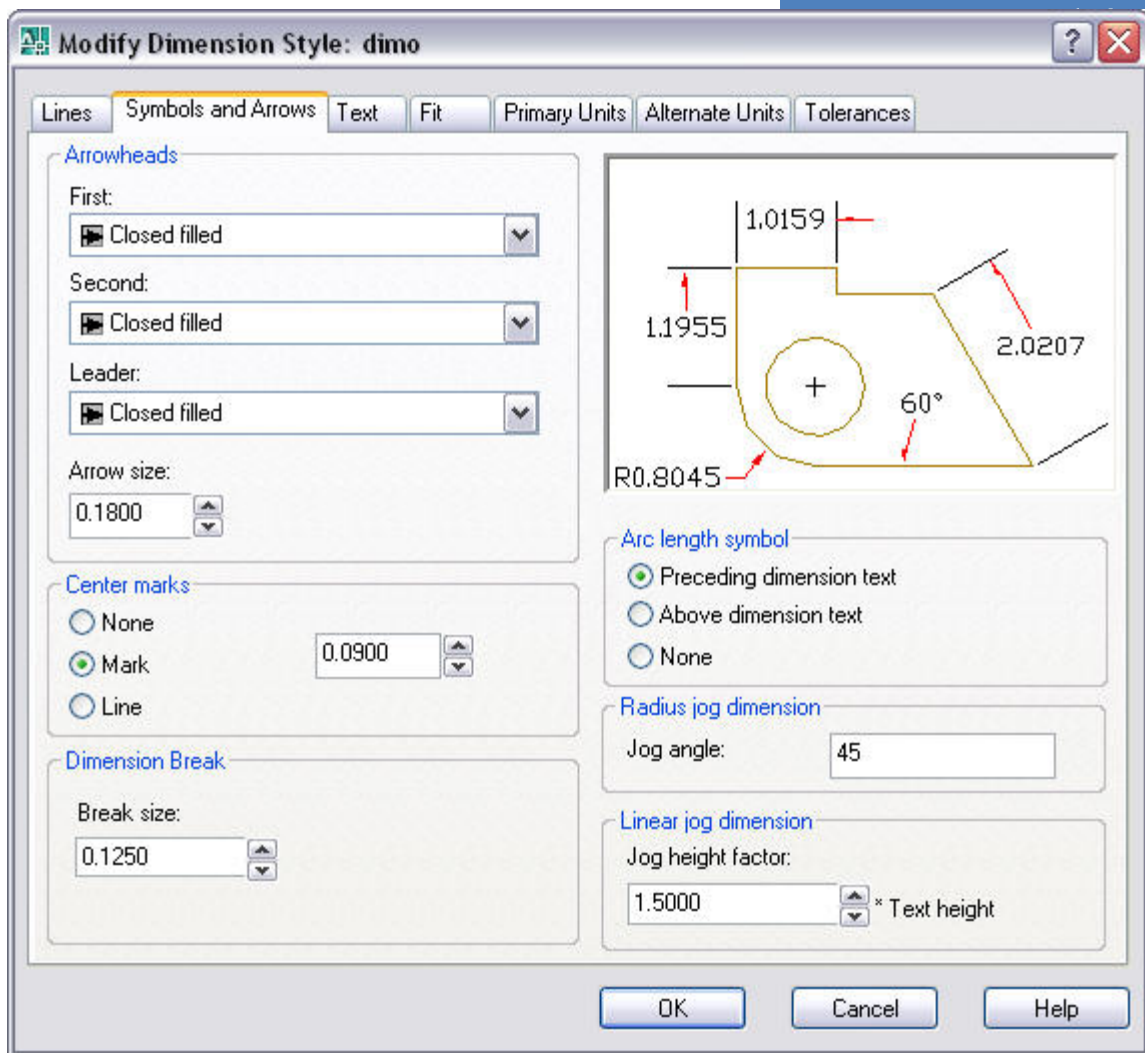 Modify Dimension Style: dimo
Lines Symbols and Arrows Text Fit Primary Units Alternate Units Tolerances
Arrowheads
First:
Closed filled
Second:
Closed filled
Leader:
Closed filled
Arrow size:
0.1800
Center marks
None
Mark
0.0900
Line
Dimension Break
Break size:
0.1250
1.0159
1.1955
2.0207
60°
R0.8045
Arc length symbol
Preceding dimension text
Above dimension text
None
Radius jog dimension
Jog angle:
45
Linear jog dimension
Jog height factor:
1.5000
* Text height
OK Cancel Help